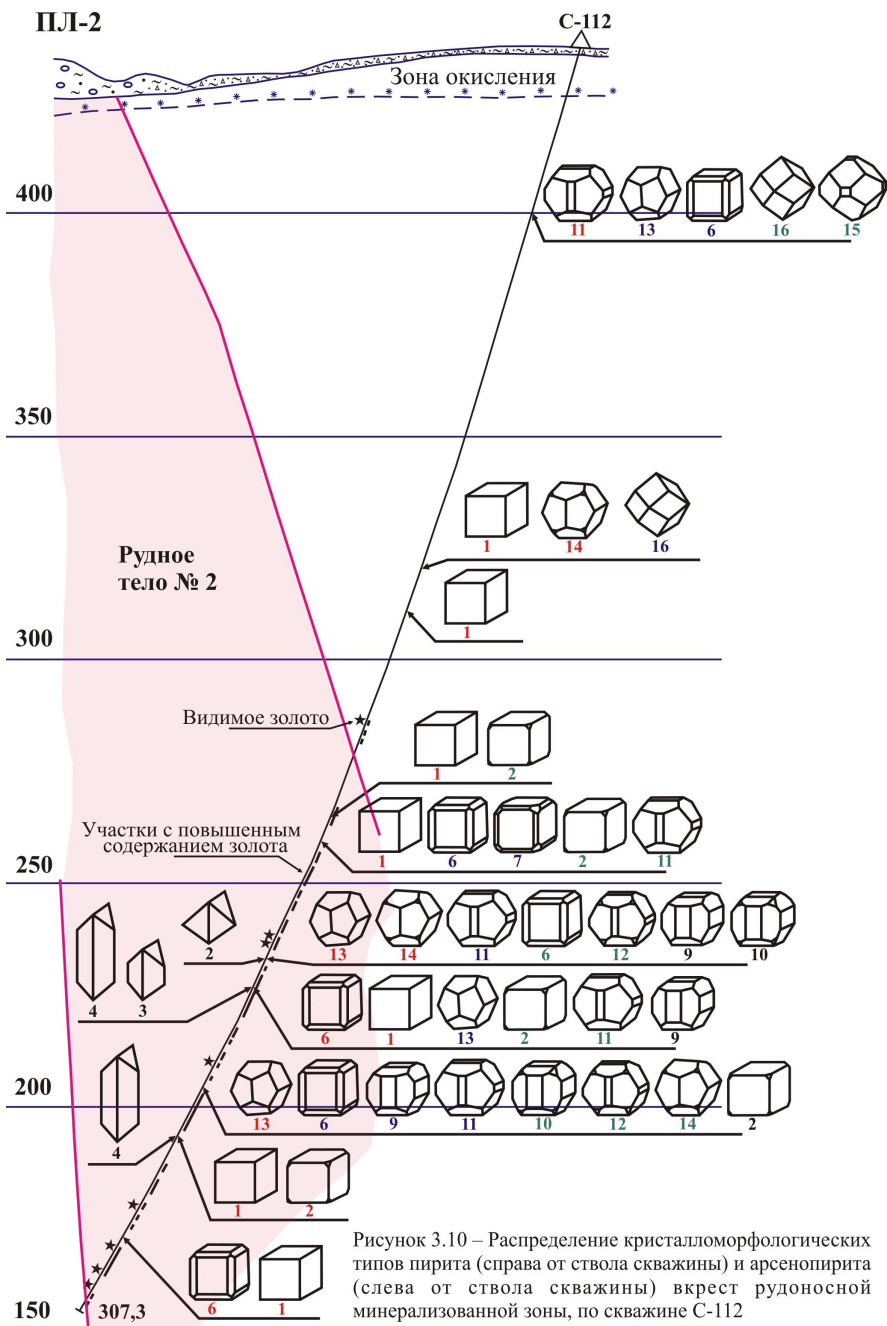 ПЛ-2
С-112
Зона окисления
400
11 13 6 16 15
350
1 14 16
Рудное
тело № 2
1
300
Видимое золото
1 2
Участки с повышенным
содержанием золота
1 6 7 2 11
250
2
13 14 11 6 12 9 10
4 3
6 1 13 2 11 9
200
13 6 9 11 10 12 14 2
4
1 2
6 1
150
307,3
Рисунок 3.10 – Распределение кристалломорфологических
типов пирита (справа от ствола скважины) и арсенопирита
(слева от ствола скважины) вкрест рудоносной
минерализованной зоны, по скважине С-112